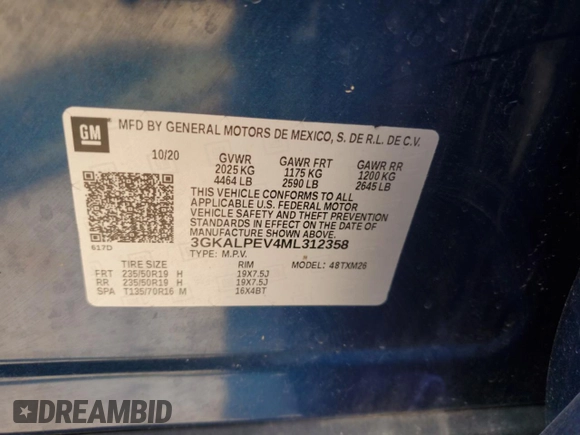 GM
MFD BY GENERAL MOTORS DE MEXICO, S. DE R.L. DE C.V.
10/20 GVWR GAWR FRT GAWR RR
2025 KG 1175 KG 1200 KG
4464 LB 2590 LB 2645 LB
THIS VEHICLE CONFORMS TO ALL
APPLICABLE U.S. FEDERAL MOTOR
VEHICLE SAFETY AND THEFT PREVENTION
STANDARDS IN EFFECT ON THE DATE OF
MANUFACTURE SHOWN ABOVE.
617D
3GKALPEV4ML312358
TYPE: M.P.V. MODEL: 48TXM26
TIRE SIZE RIM
FRT 235/50R19 H 19X7.5J
RR 235/50R19 H 19X7.5J
SPA T135/70R16 M 16X4BT
DREAMBID